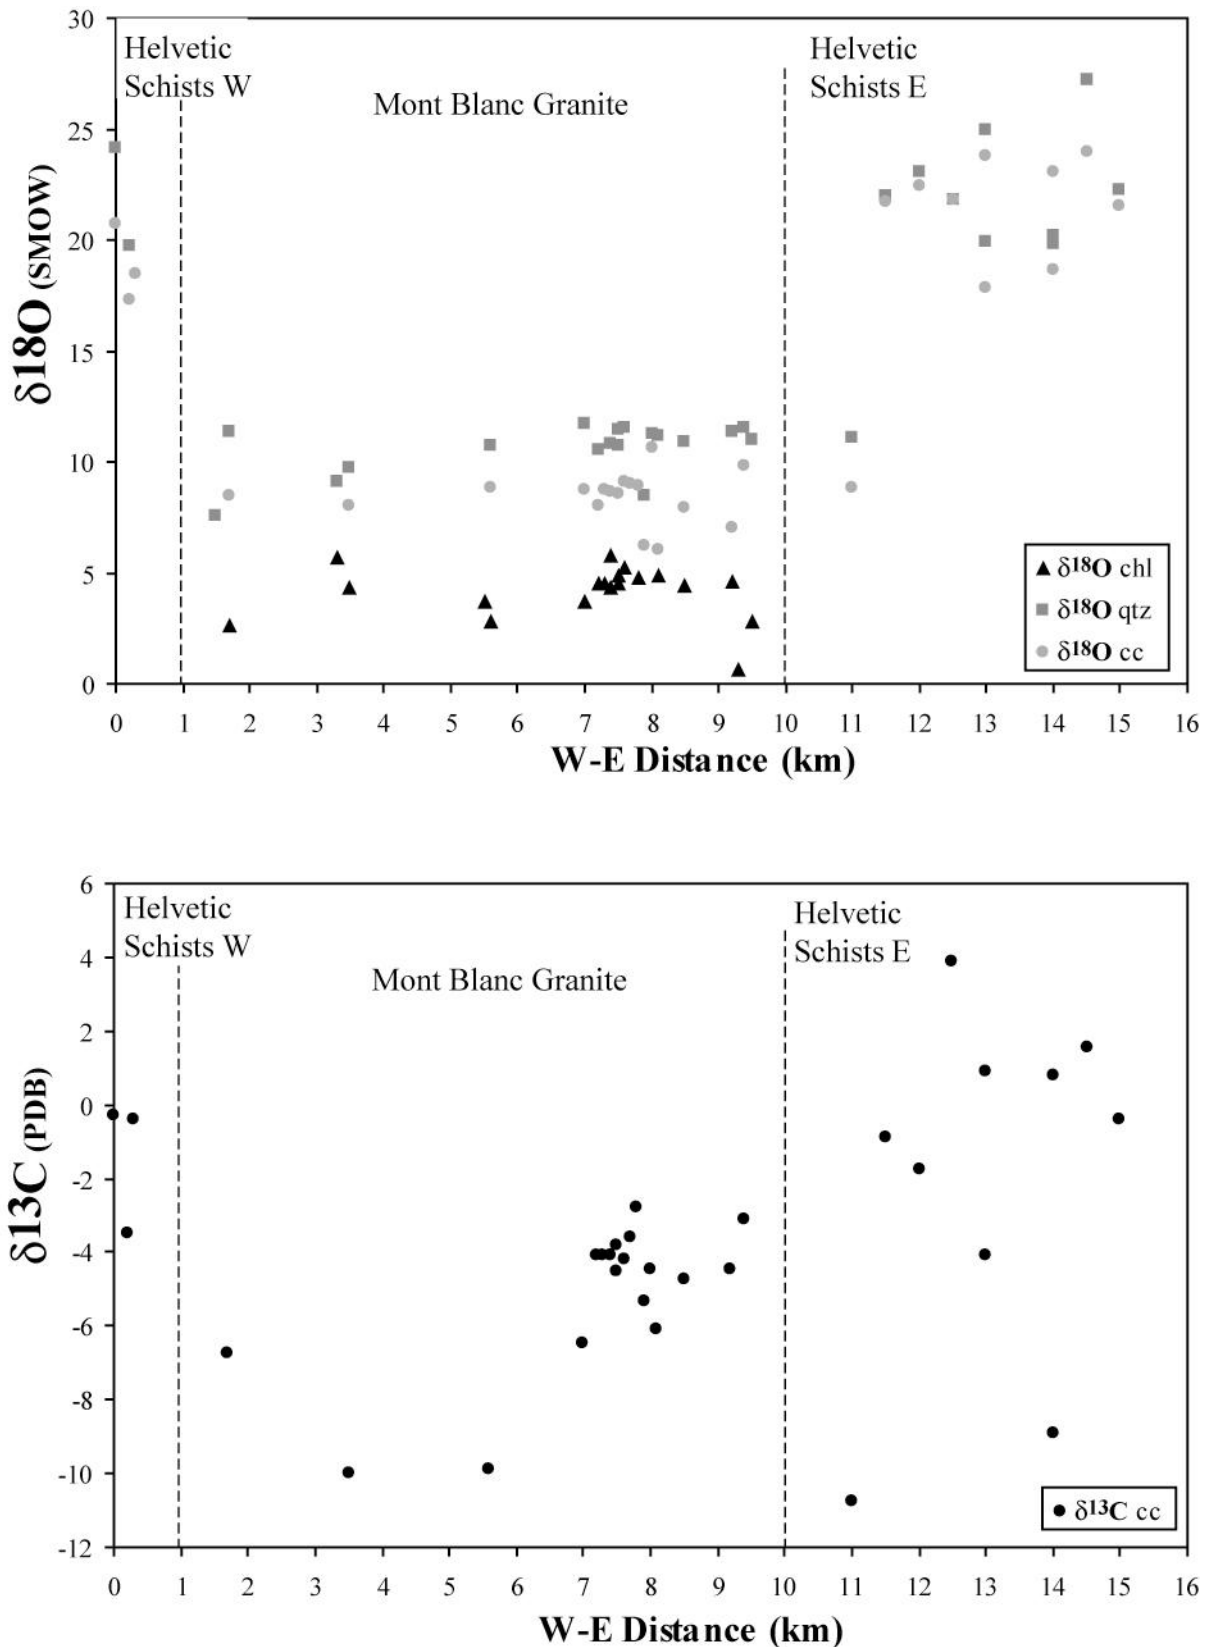 30
25
20
15
10
5
0
δ18O (SMOW)
Helvetic
Schists W
Mont Blanc Granite
Helvetic
Schists E
δ18O chl
δ18O qtz
δ18O cc
0 1 2 3 4 5 6 7 8 9 10 11 12 13 14 15 16
W-E Distance (km)
6
4
2
0
-2
-4
-6
-8
-10
-12
δ13C (PDB)
Helvetic
Schists W
Mont Blanc Granite
Helvetic
Schists E
δ13C cc
0 1 2 3 4 5 6 7 8 9 10 11 12 13 14 15 16
W-E Distance (km)